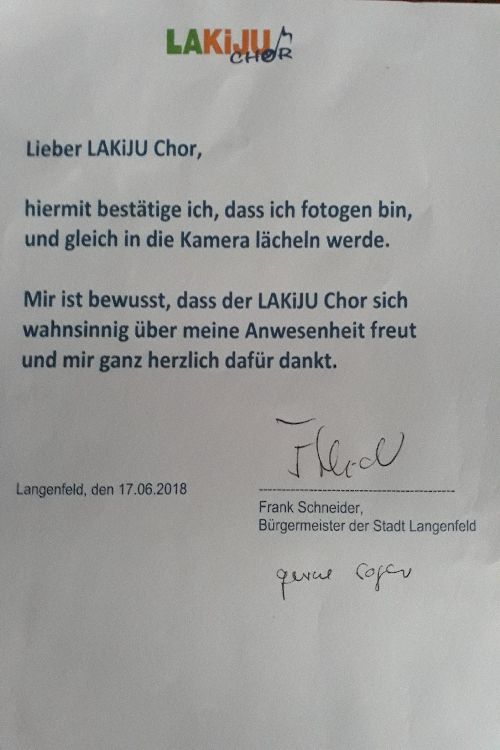 LAKiJU
CHOR
Lieber LAKiJU Chor,
hiermit bestätige ich, dass ich fotogen bin,
und gleich in die Kamera lächeln werde.
Mir ist bewusst, dass der LAKiJU Chor sich
wahnsinnig über meine Anwesenheit freut
und mir ganz herzlich dafür dankt.
Langenfeld, den 17.06.2018
Frank Schneider,
Bürgermeister der Stadt Langenfeld
gerne sogar